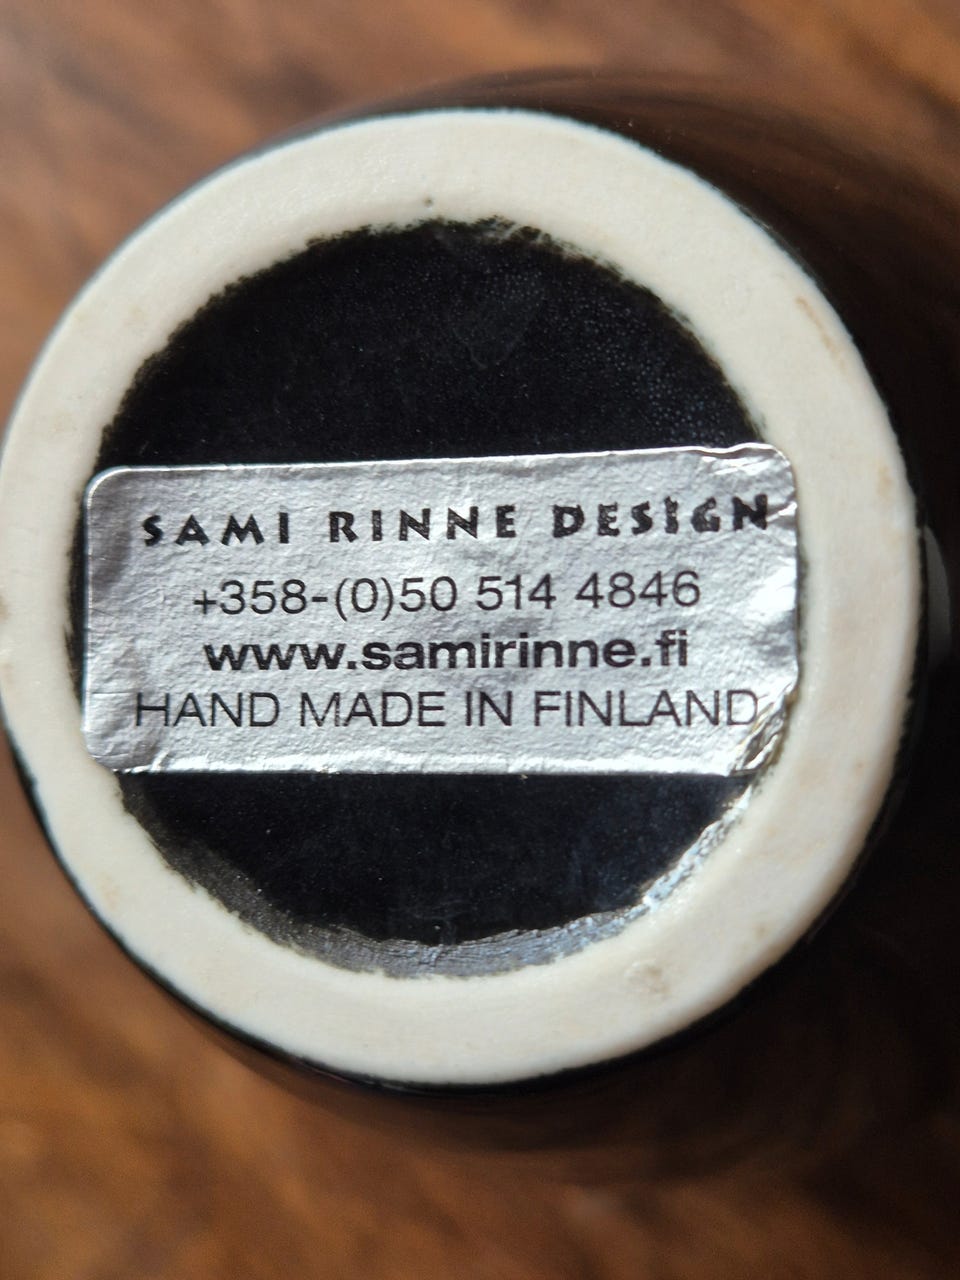 SAMI RINNE DESIGN
+358-(0)50 514 4846
www.samirinne.fi
HAND MADE IN FINLAND